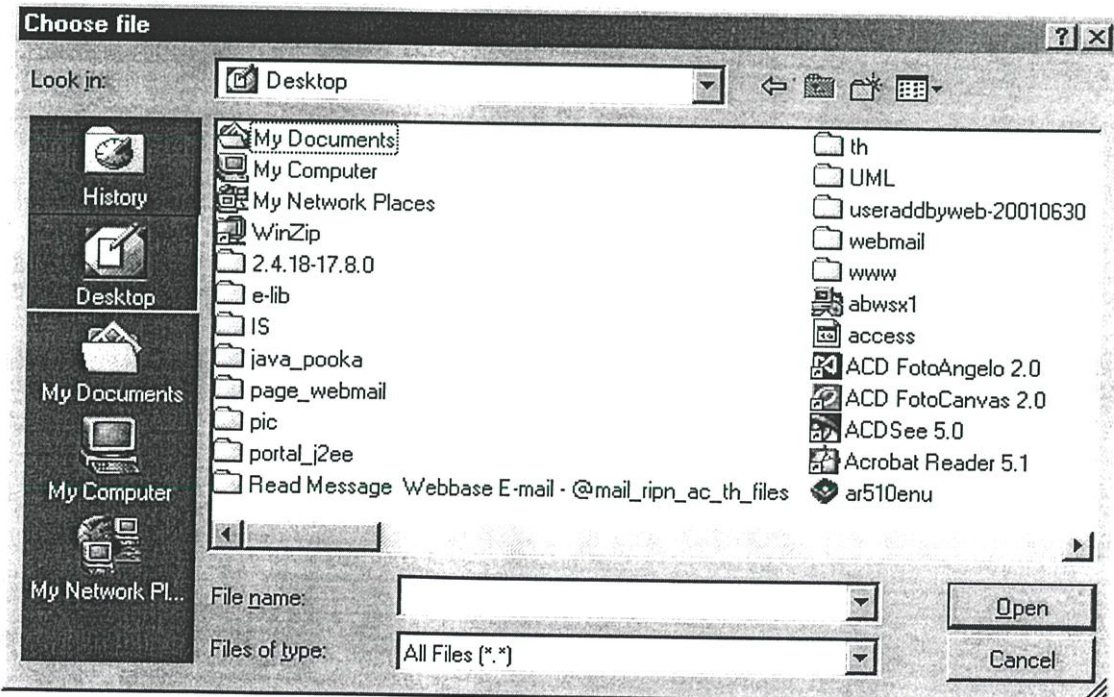 Choose file
? ×
Look in:
Desktop
History
Desktop
My Documents
My Computer
My Network Pl...
My Documents
My Computer
My Network Places
WinZip
2.4.18-17.8.0
e-lib
IS
java_pooka
page_webmail
pic
portal_j2ee
Read Message Webbase E-mail - @mail_ripn_ac_th_files
th
UML
useraddbyweb-20010630
webmail
www
abwsx1
access
ACD FotoAngelo 2.0
ACD FotoCanvas 2.0
ACDSee 5.0
Acrobat Reader 5.1
ar510enu
File name:
Open
Files of type:
All Files (*.*)
Cancel